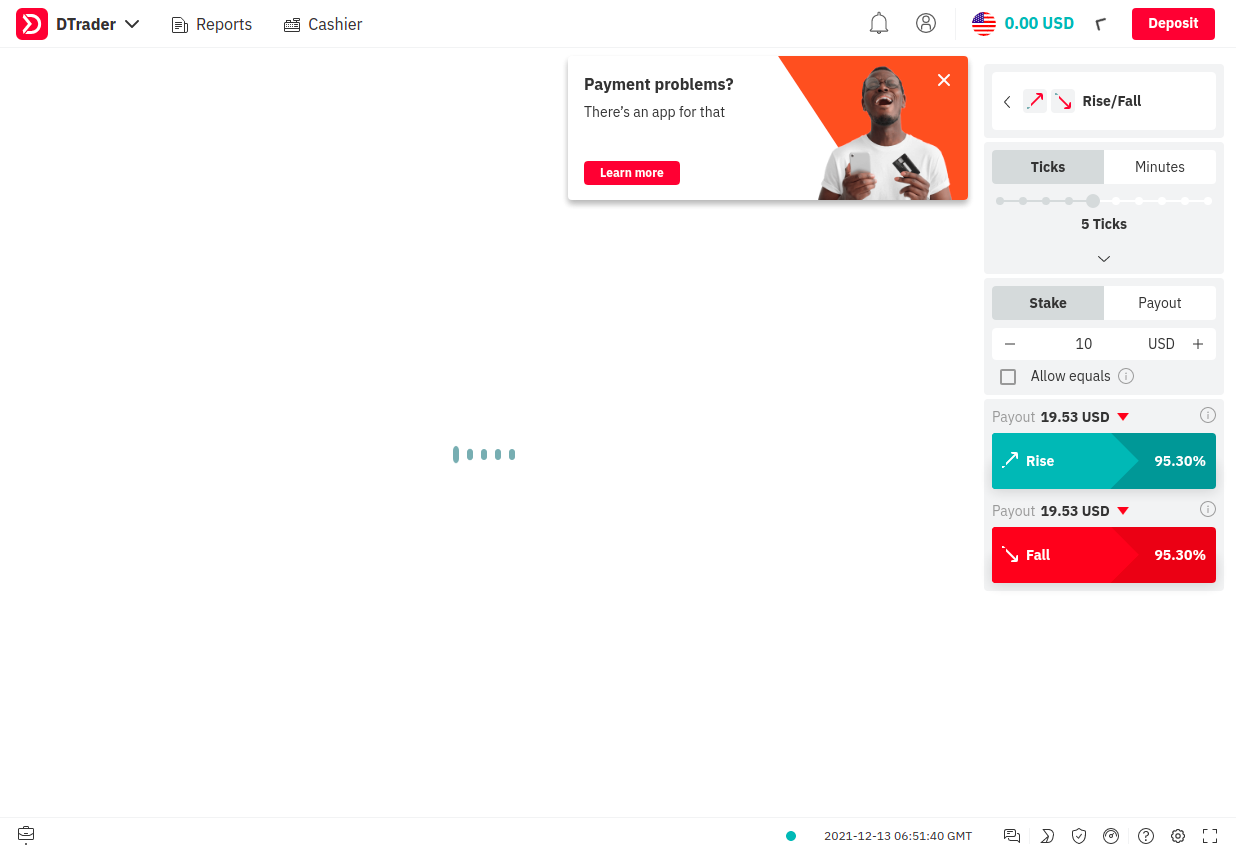 DTrader
Reports
Cashier
0.00 USD
Deposit
Payment problems?
There's an app for that
Learn more
Rise/Fall
Ticks
Minutes
5 Ticks
Stake
Payout
10
USD
Allow equals
Payout 19.53 USD
Rise
95.30%
Payout 19.53 USD
Fall
95.30%
2021-12-13 06:51:40 GMT